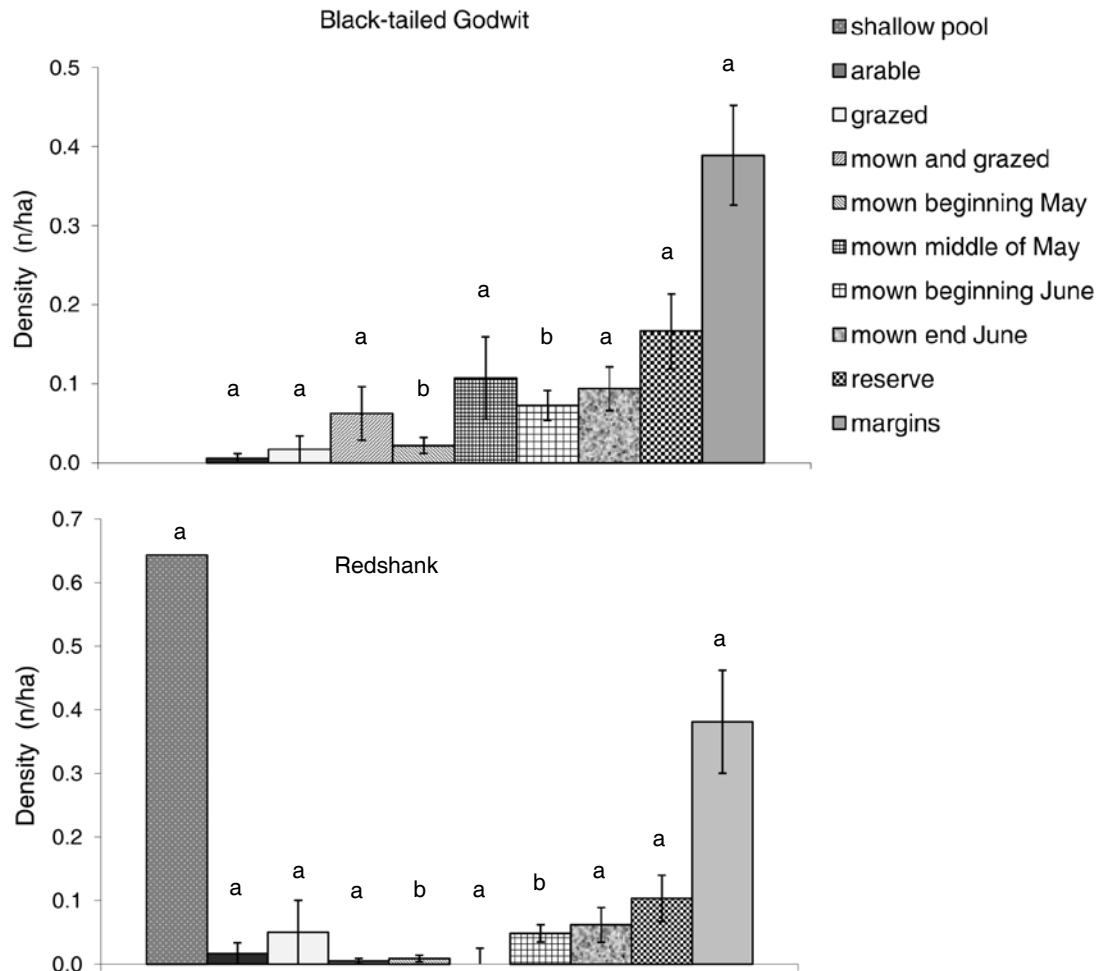 Black-tailed Godwit
Density (n/ha)
0.5
0.4
0.3
0.2
0.1
0.0
a
a
a
b
a
b
a
a
a
shallow pool
arable
grazed
mown and grazed
mown beginning May
mown middle of May
mown beginning June
mown end June
reserve
margins
Redshank
Density (n/ha)
0.7
0.6
0.5
0.4
0.3
0.2
0.1
0.0
a
a
a
a
b
a
b
a
a
a